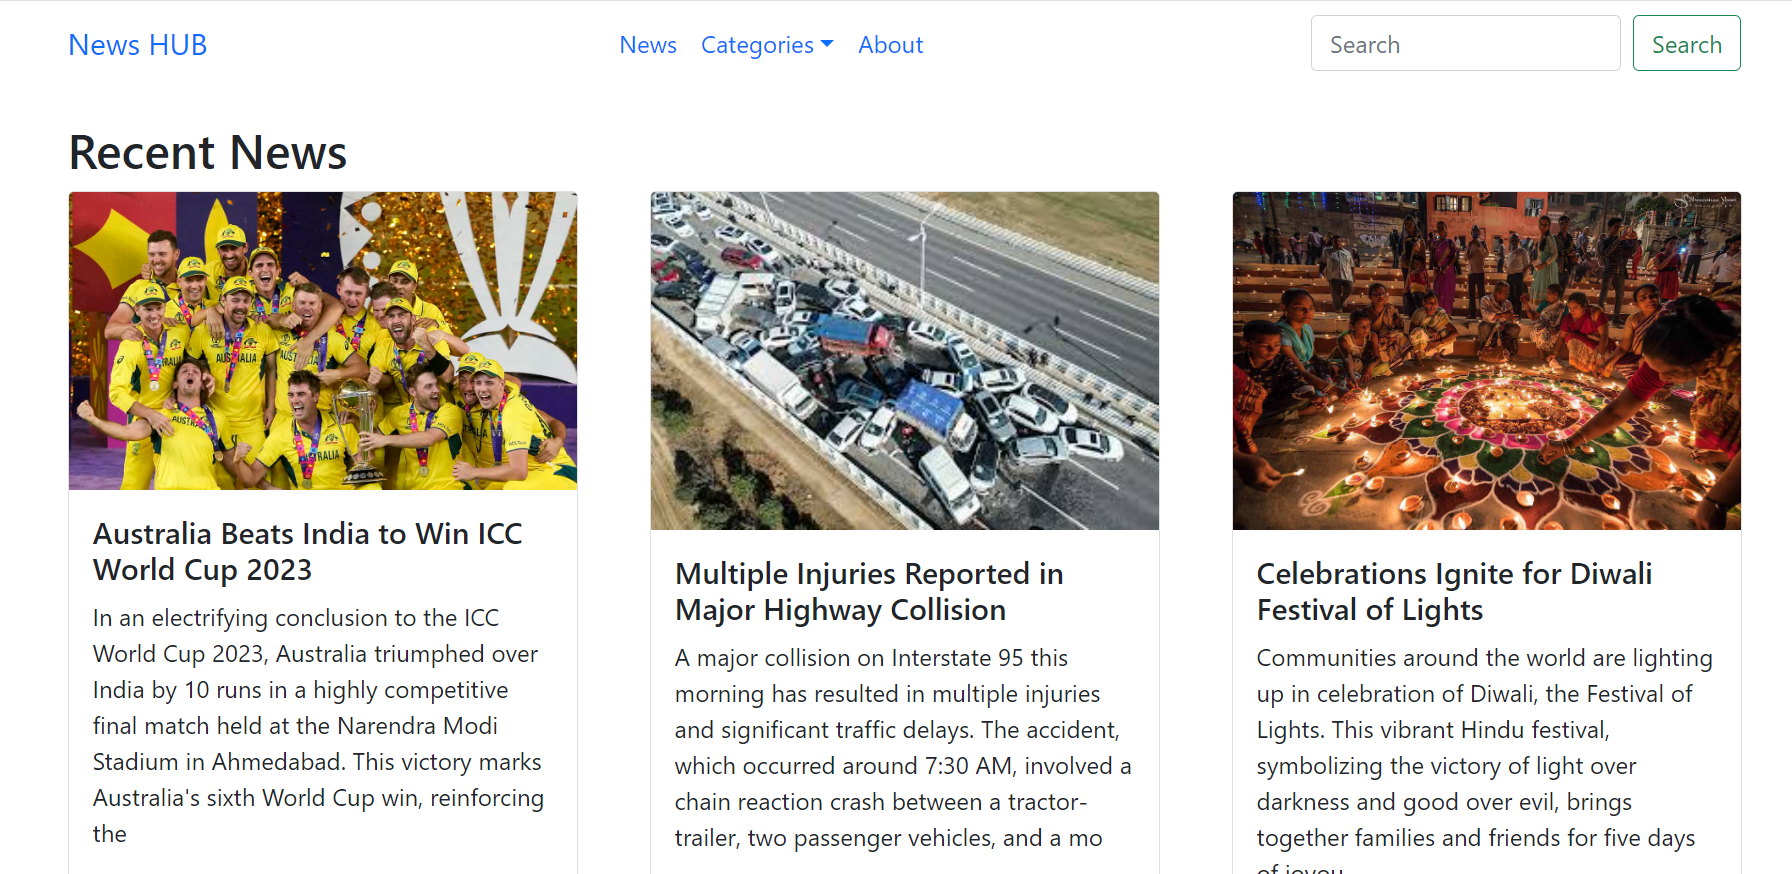 News HUB
News Categories About
Search Search
Recent News
Australia Beats India to Win ICC
World Cup 2023
In an electrifying conclusion to the ICC
World Cup 2023, Australia triumphed over
India by 10 runs in a highly competitive
final match held at the Narendra Modi
Stadium in Ahmedabad. This victory marks
Australia's sixth World Cup win, reinforcing
the
Multiple Injuries Reported in
Major Highway Collision
A major collision on Interstate 95 this
morning has resulted in multiple injuries
and significant traffic delays. The accident,
which occurred around 7:30 AM, involved a
chain reaction crash between a tractor-
trailer, two passenger vehicles, and a mo
Celebrations Ignite for Diwali
Festival of Lights
Communities around the world are lighting
up in celebration of Diwali, the Festival of
Lights. This vibrant Hindu festival,
symbolizing the victory of light over
darkness and good over evil, brings
together families and friends for five days
of joyou